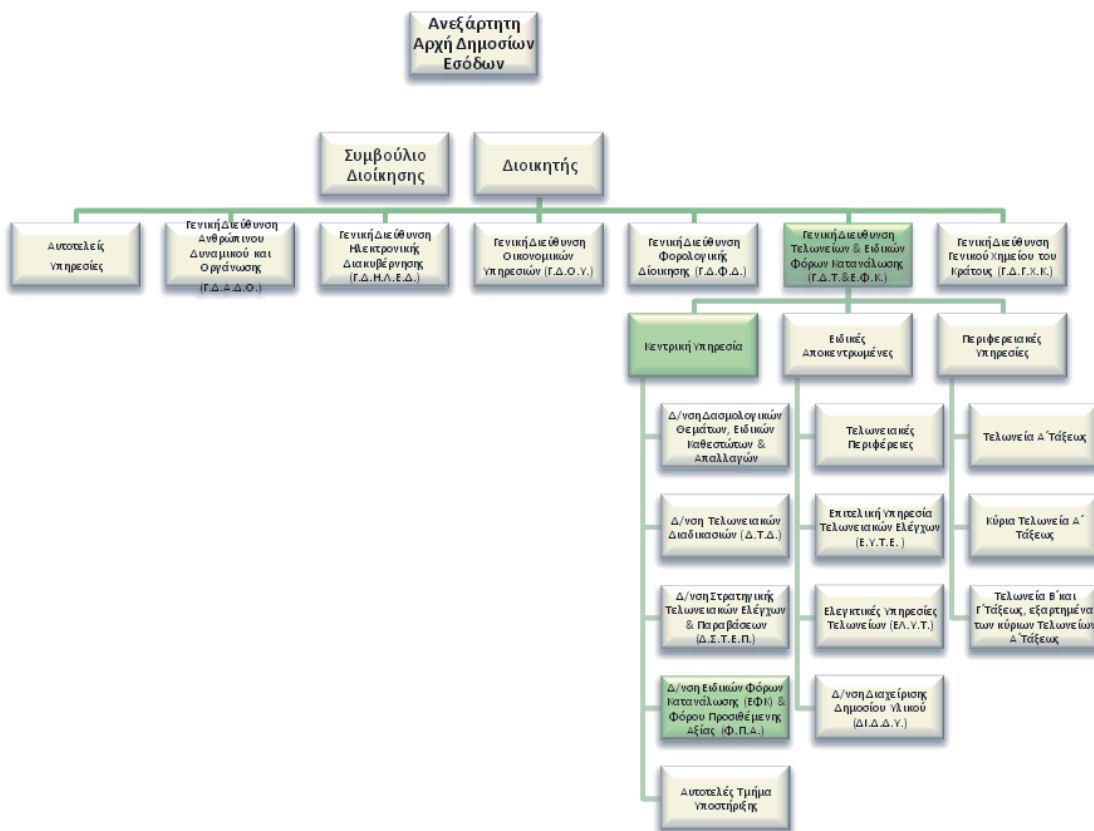 Ανεξάρτητη
Αρχή Δημοσίων
Εσόδων
Συμβούλιο
Διοίκησης
Διοικητής
Αυτοτελείς
Υπηρεσίες
Γενική Διεύθυνση
Ανθρώπινου
Δυναμικού και
Οργάνωσης
(Γ.Δ.Α.Δ.Ο.)
Γενική Διεύθυνση
Ηλεκτρονικής
Διακυβέρνησης
(Γ.Δ.Η.Λ.Ε.Δ.)
Γενική Διεύθυνση
Οικονομικών
Υπηρεσιών (Γ.Δ.Ο.Υ.)
Γενική Διεύθυνση
Φορολογικής
Δίοικησης (Γ.Δ.Φ.Δ.)
Γενική Διευθυνση
Τελωνείων & Ειδικών
Φόρων Κατανάλωσης
(Γ.Δ.Τ.&Ε.Φ.Κ.)
Γενική Διεύθυνση
Γενικού Χημείου του
Κράτους (Γ.Δ.Γ.Χ.Κ.)
Κεντρική Υπηρεσία
Ειδικές
Αποκεντρωμένες
Περιφερειακές
Υπηρεσίες
Δ/νση Δασμολογικών
Θεμάτων, Ειδικών
Καθεστώτων &
Απαλλαγών
Δ/νση Τελωνειακών
Διαδικασιών (Δ.Τ.Δ.)
Δ/νση Στρατηγικής
Τελωνειακών Ελέγχων
& Παραβάσεων
(Δ.Σ.Τ.Ε.Π.)
Δ/νση Ειδικών Φόρων
Κατανάλωσης (ΕΦΚ) &
Φόρου Προσιθέμενης
Αξίας (Φ.Π.Α.)
Αυτοτελές Τμήμα
Υποστήριξης
Τελωνειακές
Περιφέρειες
Επιτελική Υπηρεσία
Τελωνειακών Ελέγχων
(Ε.Υ.Τ.Ε. )
Ελεγκτικές Υπηρεσίες
Τελωνείων (ΕΛ.Υ.Τ.)
Δ/νση Διαχείρισης
Δημοσίου Υλικού
(ΔΙ.Δ.Δ.Υ.)
Τελωνεία Α΄Τάξεως
Κύρια Τελωνεία Α΄
Τάξεως
Τελωνεία Β΄και
Γ΄Τάξεως, εξαρτημένα
των κύριων Τελωνείων
Α΄Τάξεως